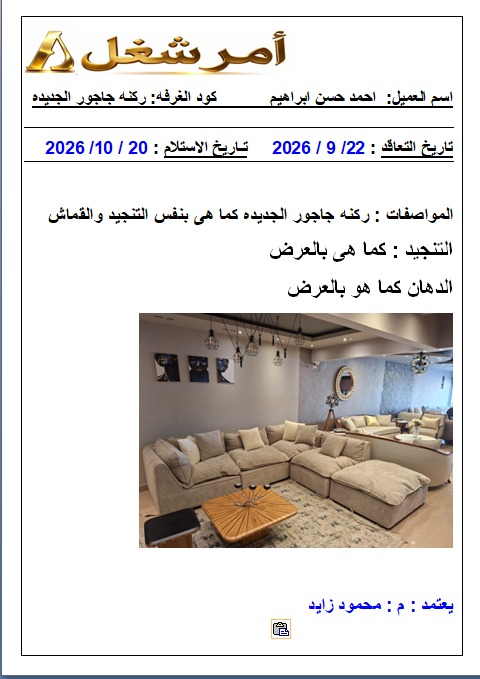 أمر شغل
اسم العميل: احمد حسن ابراهيم كود الغرفه: ركنه جاجور الجديده
تاريخ التعاقد : 22/ 9 / 2026 تاريخ الاستلام : 20 / 10/ 2026
المواصفات : ركنه جاجور الجديده كما هى بنفس التنجيد والقماش
التنجيد : كما هى بالعرض
الدهان كما هو بالعرض
يعتمد : م : محمود زايد